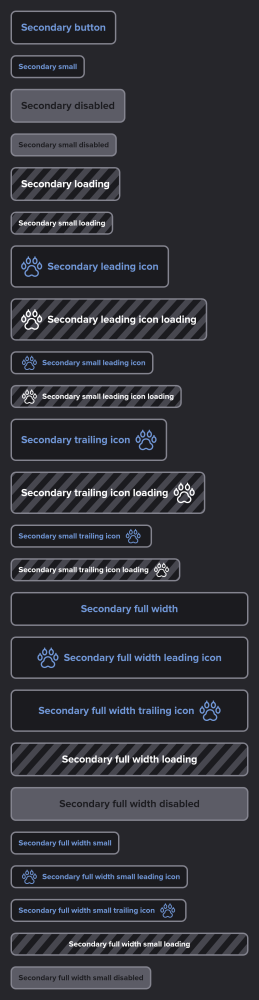 Secondary button
Secondary small
Secondary disabled
Secondary small disabled
Secondary loading
Secondary small loading
Secondary leading icon
Secondary leading icon loading
Secondary small leading icon
Secondary small leading icon loading
Secondary trailing icon
Secondary trailing icon loading
Secondary small trailing icon
Secondary small trailing icon loading
Secondary full width
Secondary full width leading icon
Secondary full width trailing icon
Secondary full width loading
Secondary full width disabled
Secondary full width small
Secondary full width small leading icon
Secondary full width small trailing icon
Secondary full width small loading
Secondary full width small disabled